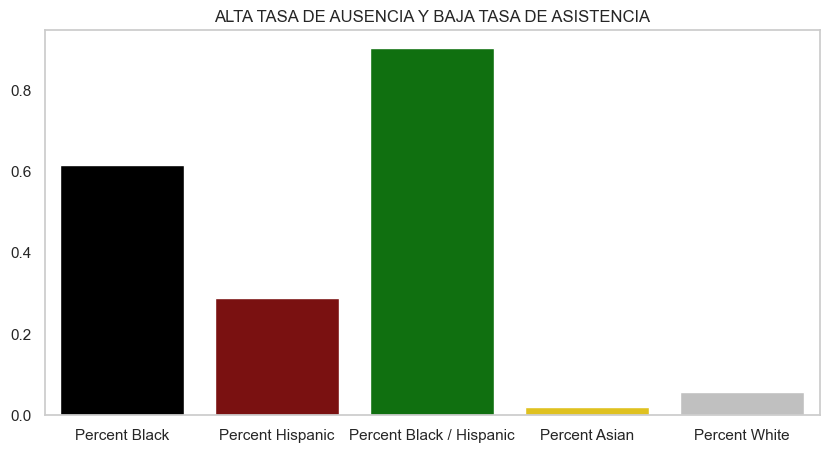 ALTA TASA DE AUSENCIA Y BAJA TASA DE ASISTENCIA
0.8
0.6
0.4
0.2
0.0
Percent Black
Percent Hispanic
Percent Black / Hispanic
Percent Asian
Percent White